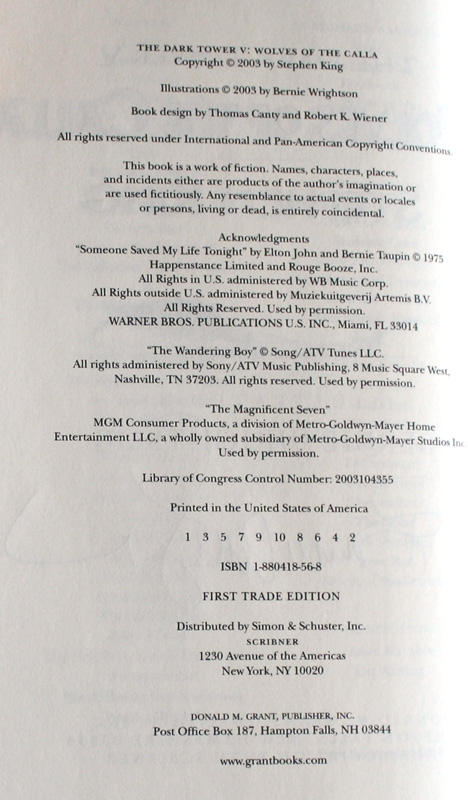 THE DARK TOWER V: WOLVES OF THE CALLA
Copyright © 2003 by Stephen King
Illustrations © 2003 by Bernie Wrightson
Book design by Thomas Canty and Robert K. Wiener
All rights reserved under International and Pan-American Copyright Conventions.
This book is a work of fiction. Names, characters, places,
and incidents either are products of the author's imagination or
are used fictitiously. Any resemblance to actual events or locales
or persons, living or dead, is entirely coincidental.
Acknowledgments
"Someone Saved My Life Tonight" by Elton John and Bernie Taupin © 1975
Happenstance Limited and Rouge Booze, Inc.
All Rights in U.S. administered by WB Music Corp.
All Rights outside U.S. administered by Muziekuitgeverij Artemis B.V.
All Rights Reserved. Used by permission.
WARNER BROS. PUBLICATIONS U.S. INC., Miami, FL 33014
"The Wandering Boy" © Song/ATV Tunes LLC.
All rights administered by Sony/ATV Music Publishing, 8 Music Square West,
Nashville, TN 37203. All rights reserved. Used by permission.
"The Magnificent Seven"
MGM Consumer Products, a division of Metro-Goldwyn-Mayer Home
Entertainment LLC, a wholly owned subsidiary of Metro-Goldwyn-Mayer Studios Inc
Used by permission.
Library of Congress Control Number: 2003104355
Printed in the United States of America
1 3 5 7 9 10 8 6 4 2
ISBN 1-880418-56-8
FIRST TRADE EDITION
Distributed by Simon & Schuster, Inc.
SCRIBNER
1230 Avenue of the Americas
New York, NY 10020
DONALD M. GRANT, PUBLISHER, INC.
Post Office Box 187, Hampton Falls, NH 03844
www.grantbooks.com